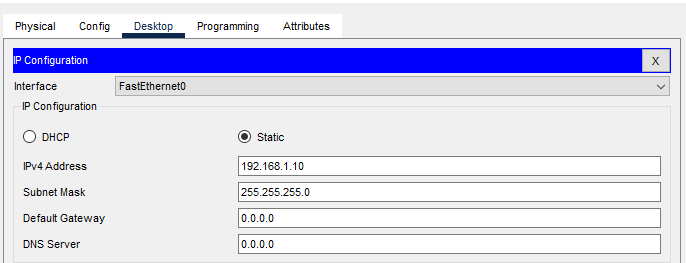 Physical Config Desktop Programming Attributes
IP Configuration X
Interface FastEthernet0
IP Configuration
DHCP Static
IPv4 Address 192.168.1.10
Subnet Mask 255.255.255.0
Default Gateway 0.0.0.0
DNS Server 0.0.0.0